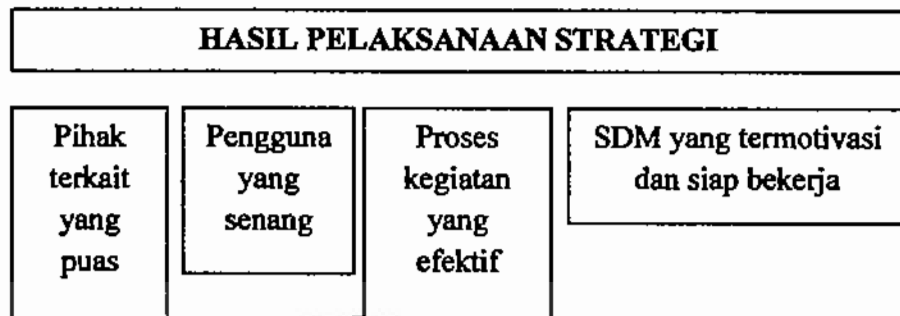 HASIL PELAKSANAAN STRATEGI
Pihak
terkait
yang
puas
Pengguna
yang
senang
Proses
kegiatan
yang
efektif
SDM yang termotivasi
dan siap bekerja